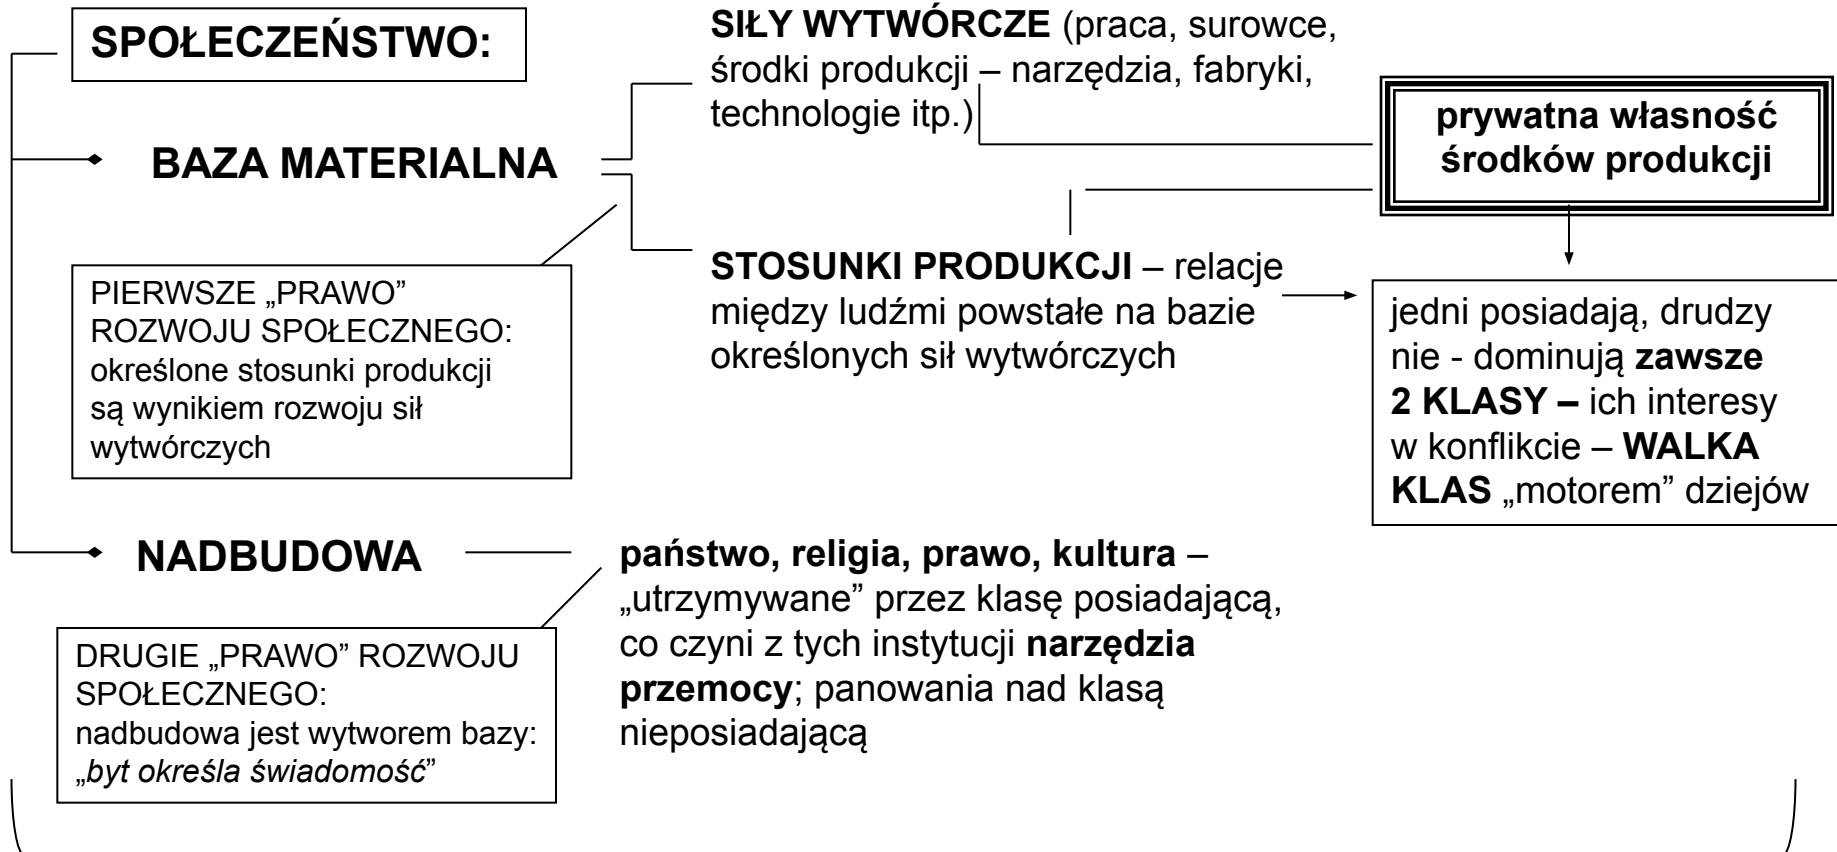 SPOŁECZEŃSTWO:
SIŁY WYTWÓRCZE (praca, surowce,
środki produkcji – narzędzia, fabryki,
technologie itp.)
prywatna własność
środków produkcji
BAZA MATERIALNA
PIERWSZE „PRAWO”
ROZWOJU SPOŁECZNEGO:
określone stosunki produkcji
są wynikiem rozwoju sił
wytwórczych
STOSUNKI PRODUKCJI – relacje
między ludźmi powstałe na bazie
określonych sił wytwórczych
jedni posiadają, drudzy
nie - dominują zawsze
2 KLASY – ich interesy
w konflikcie – WALKA
KLAS „motorem” dziejów
NADBUDOWA
państwo, religia, prawo, kultura –
„utrzymywane” przez klasę posiadającą,
co czyni z tych instytucji narzędzia
przemocy; panowania nad klasą
nieposiadającą
DRUGIE „PRAWO” ROZWOJU
SPOŁECZNEGO:
nadbudowa jest wytworem bazy:
„byt określa świadomość”